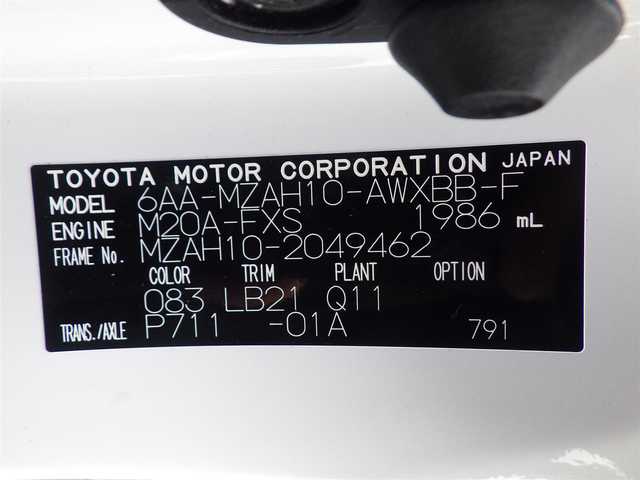 TOYOTA MOTOR CORPORATION JAPAN
MODEL 6AA-MZAH10-AWXBB-F
ENGINE M20A-FXS 1986 mL
FRAME No. MZAH10-2049462
COLOR TRIM PLANT OPTION
083 LB21 Q11
TRANS./AXLE P711 -01A 791